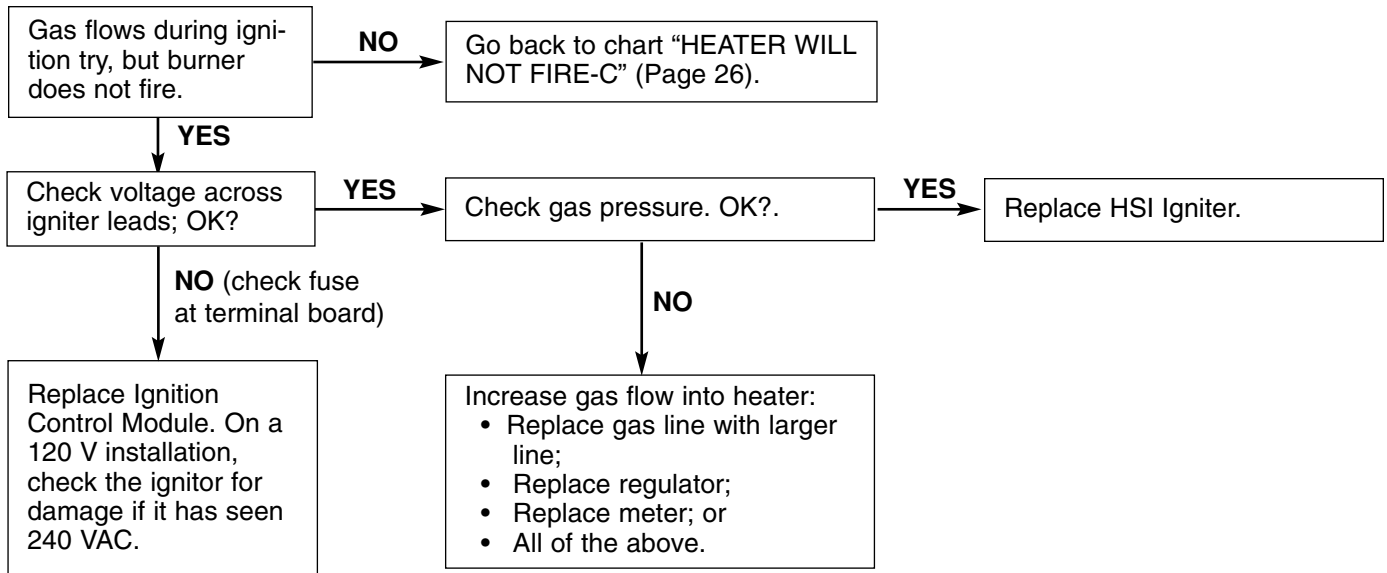 Gas flows during igni-
tion try, but burner
does not fire.
NO
Go back to chart “HEATER WILL
NOT FIRE-C” (Page 26).
YES
Check voltage across
igniter leads; OK?
YES
Check gas pressure. OK?.
YES
Replace HSI Igniter.
NO (check fuse
at terminal board)
NO
Replace Ignition
Control Module. On a
120 V installation,
check the ignitor for
damage if it has seen
240 VAC.
Increase gas flow into heater:
• Replace gas line with larger
line;
• Replace regulator;
• Replace meter; or
• All of the above.